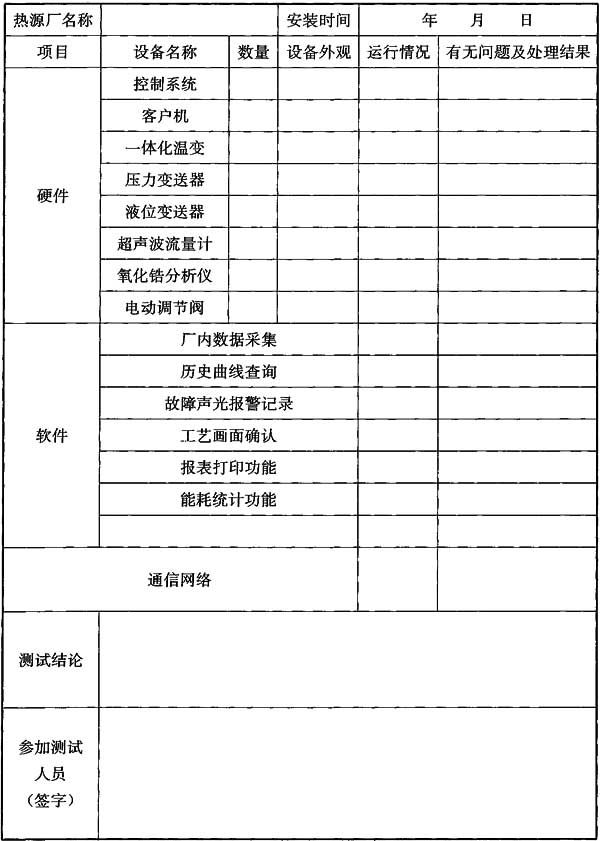 热源厂名称 安装时间 年 月 日
项目 设备名称 数量 设备外观 运行情况 有无问题及处理结果
硬件
控制系统
客户机
一体化温变
压力变送器
液位变送器
超声波流量计
氧化锆分析仪
电动调节阀
软件
厂内数据采集
历史曲线查询
故障声光报警记录
工艺画面确认
报表打印功能
能耗统计功能
通信网络
测试结论
参加测试
人员
(签字)